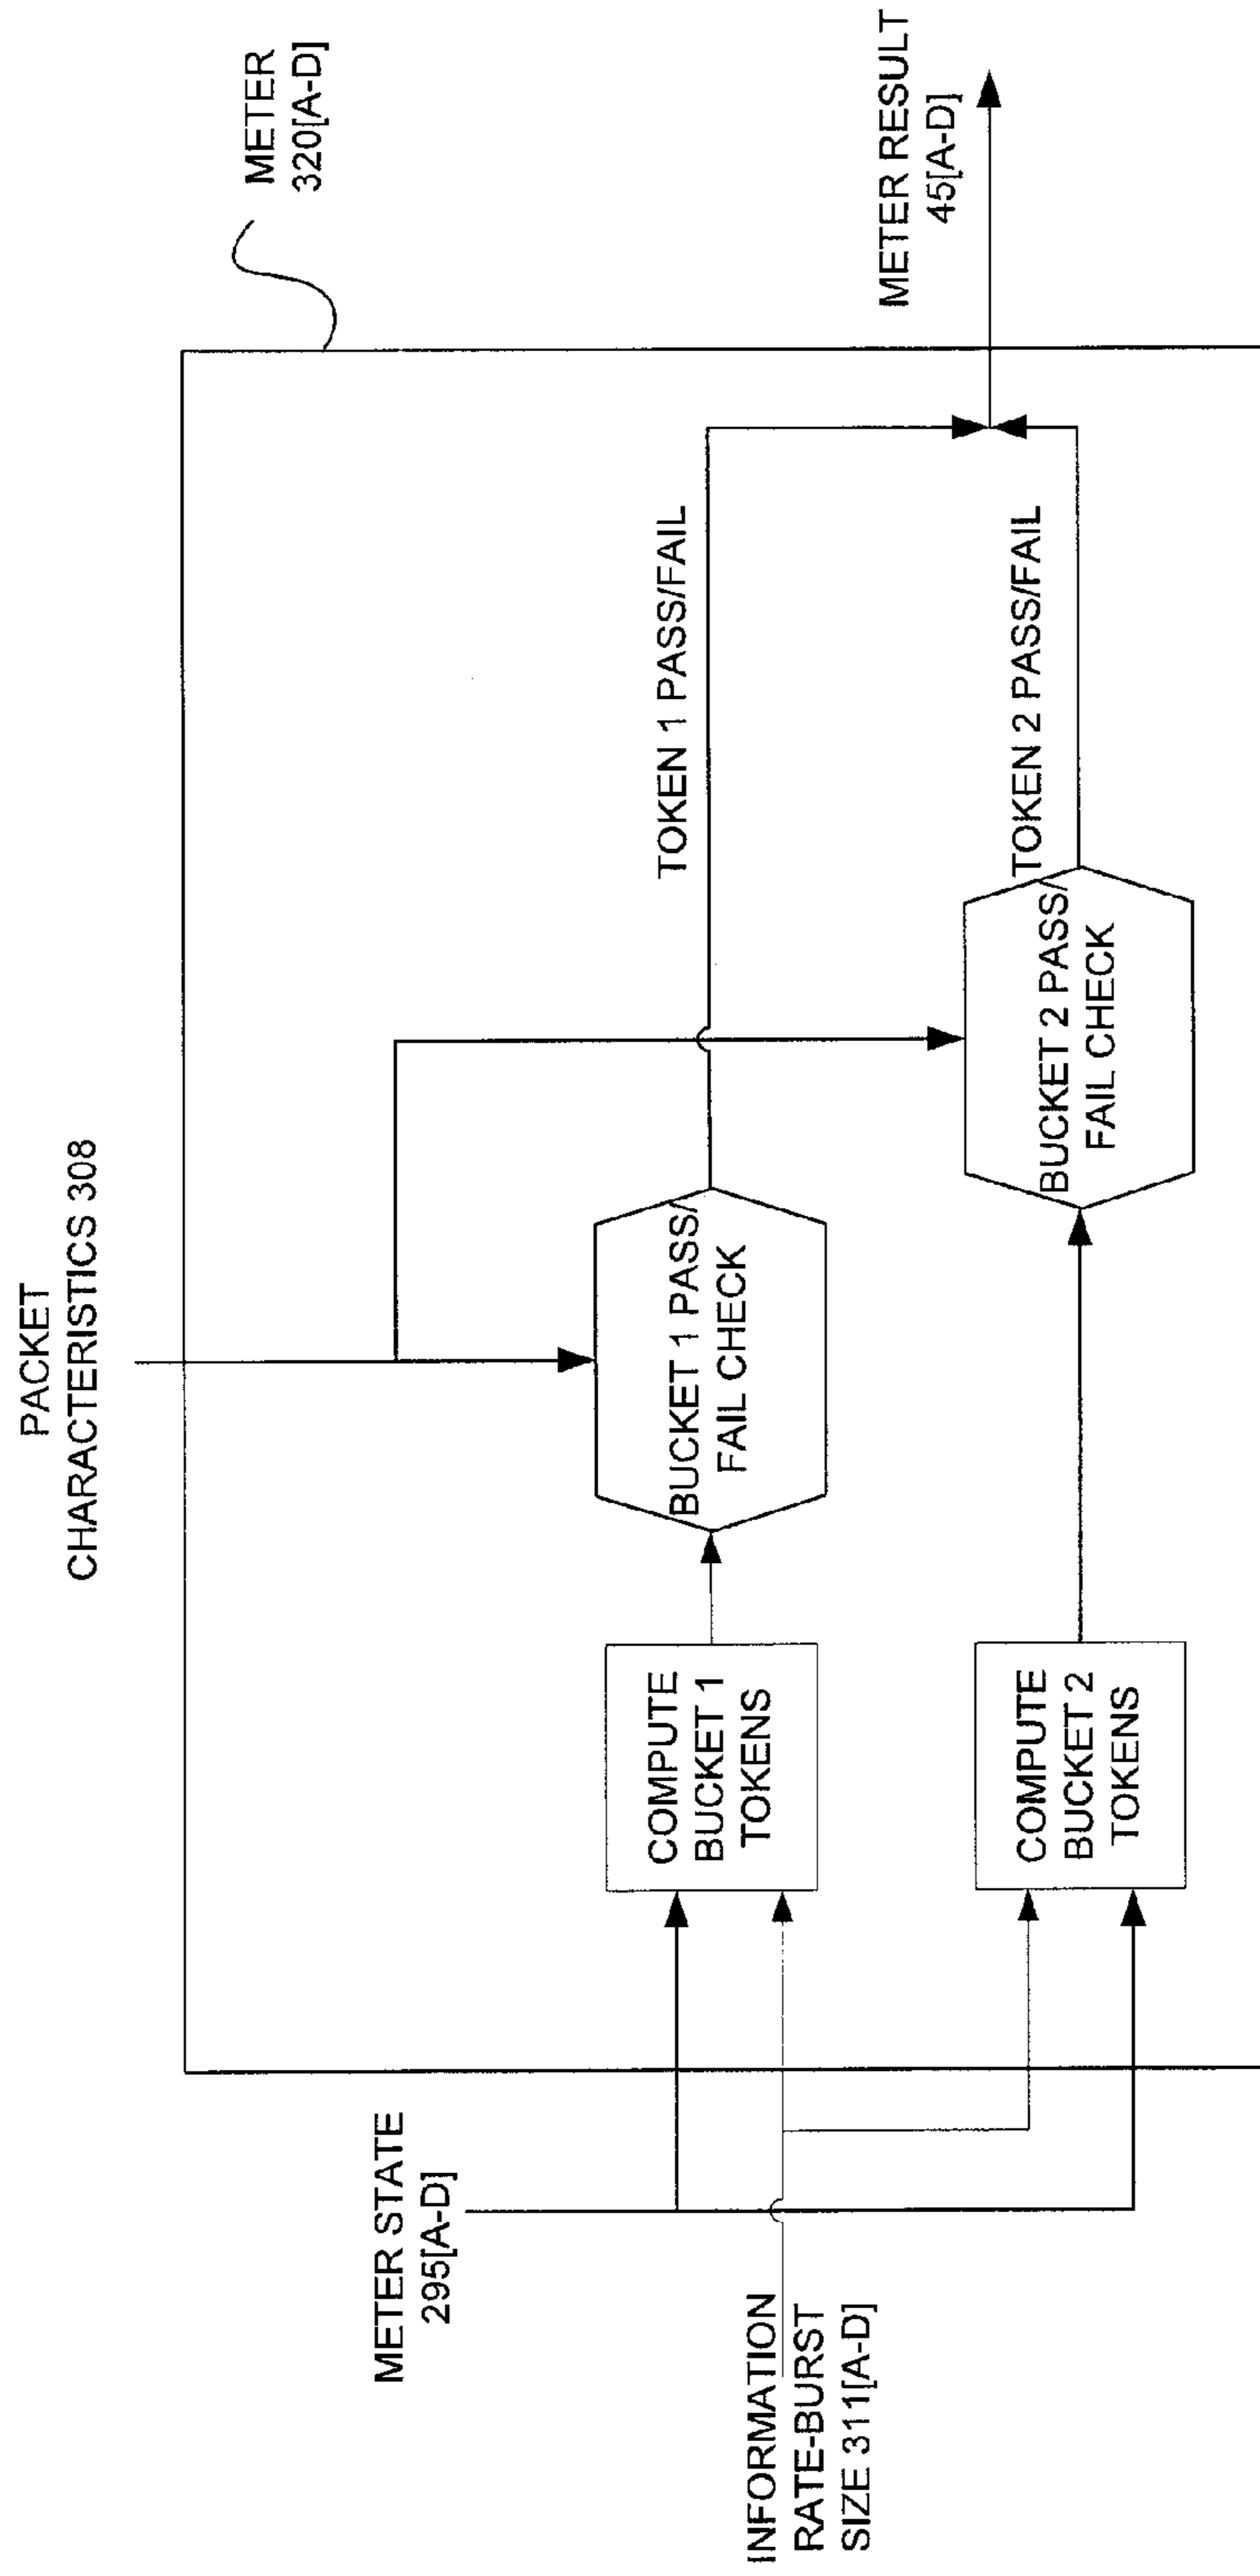 PACKET
CHARACTERISTICS 308
METER
320[A-D]
METER STATE
295[A-D]
INFORMATION
RATE-BURST
SIZE 311[A-D]
COMPUTE
BUCKET 1
TOKENS
BUCKET 1 PASS/
FAIL CHECK
TOKEN 1 PASS/FAIL
METER RESULT
45[A-D]
COMPUTE
BUCKET 2
TOKENS
BUCKET 2 PASS/
FAIL CHECK
TOKEN 2 PASS/FAIL